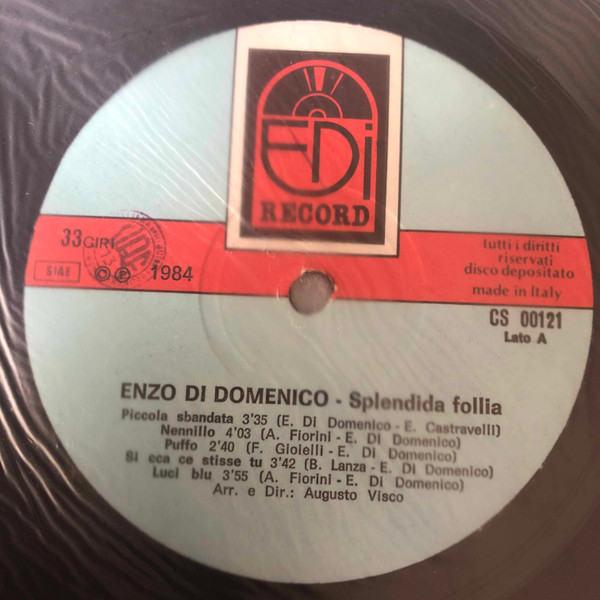 EDi
RECORD
33 GIRI
SIAE
© ℗ 1984
tutti i diritti
riservati
disco depositato
made in Italy
CS 00121
Lato A
ENZO DI DOMENICO - Splendida follia
Piccola sbandata 3'35 (E. Di Domenico - E. Castravelli)
Nennillo 4'03 (A. Fiorini - E. Di Domenico)
Puffo 2'40 (F. Gioielli - E. Di Domenico)
Si cca ce stisse tu 3'42 (B. Lanza - E. Di Domenico)
Luci blu 3'55 (A. Fiorini - E. Di Domenico)
Arr. e Dir.: Augusto Visco